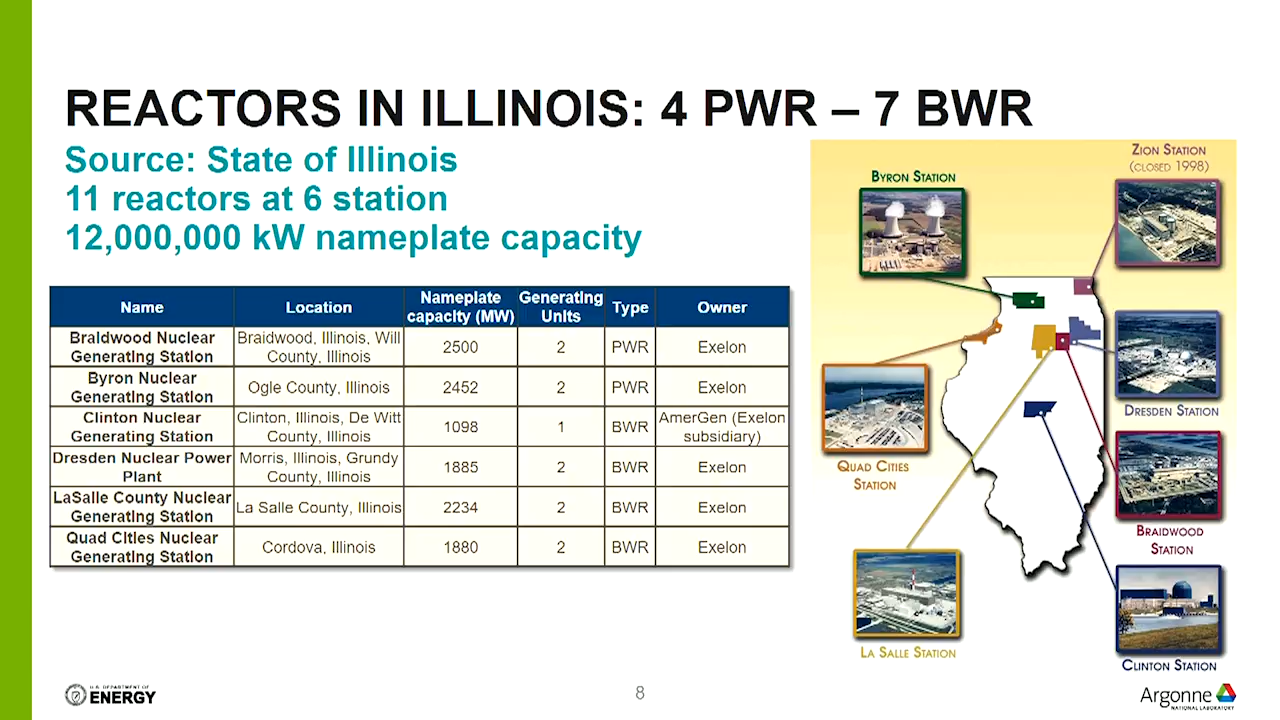 REACTORS IN ILLINOIS: 4 PWR – 7 BWR
Source: State of Illinois
11 reactors at 6 station
12,000,000 kW nameplate capacity
Name Location Nameplate capacity (MW) Generating Units Type Owner
Braidwood Nuclear Generating Station Braidwood, Illinois, Will County, Illinois 2500 2 PWR Exelon
Byron Nuclear Generating Station Ogle County, Illinois 2452 2 PWR Exelon
Clinton Nuclear Generating Station Clinton, Illinois, De Witt County, Illinois 1098 1 BWR AmerGen (Exelon subsidiary)
Dresden Nuclear Power Plant Morris, Illinois, Grundy County, Illinois 1885 2 BWR Exelon
LaSalle County Nuclear Generating Station La Salle County, Illinois 2234 2 BWR Exelon
Quad Cities Nuclear Generating Station Cordova, Illinois 1880 2 BWR Exelon
ZION STATION
(CLOSED 1998)
BYRON STATION
DRESDEN STATION
QUAD CITIES
STATION
BRAIDWOOD
STATION
LA SALLE STATION
CLINTON STATION
U.S. DEPARTMENT OF
ENERGY
8
Argonne
NATIONAL LABORATORY